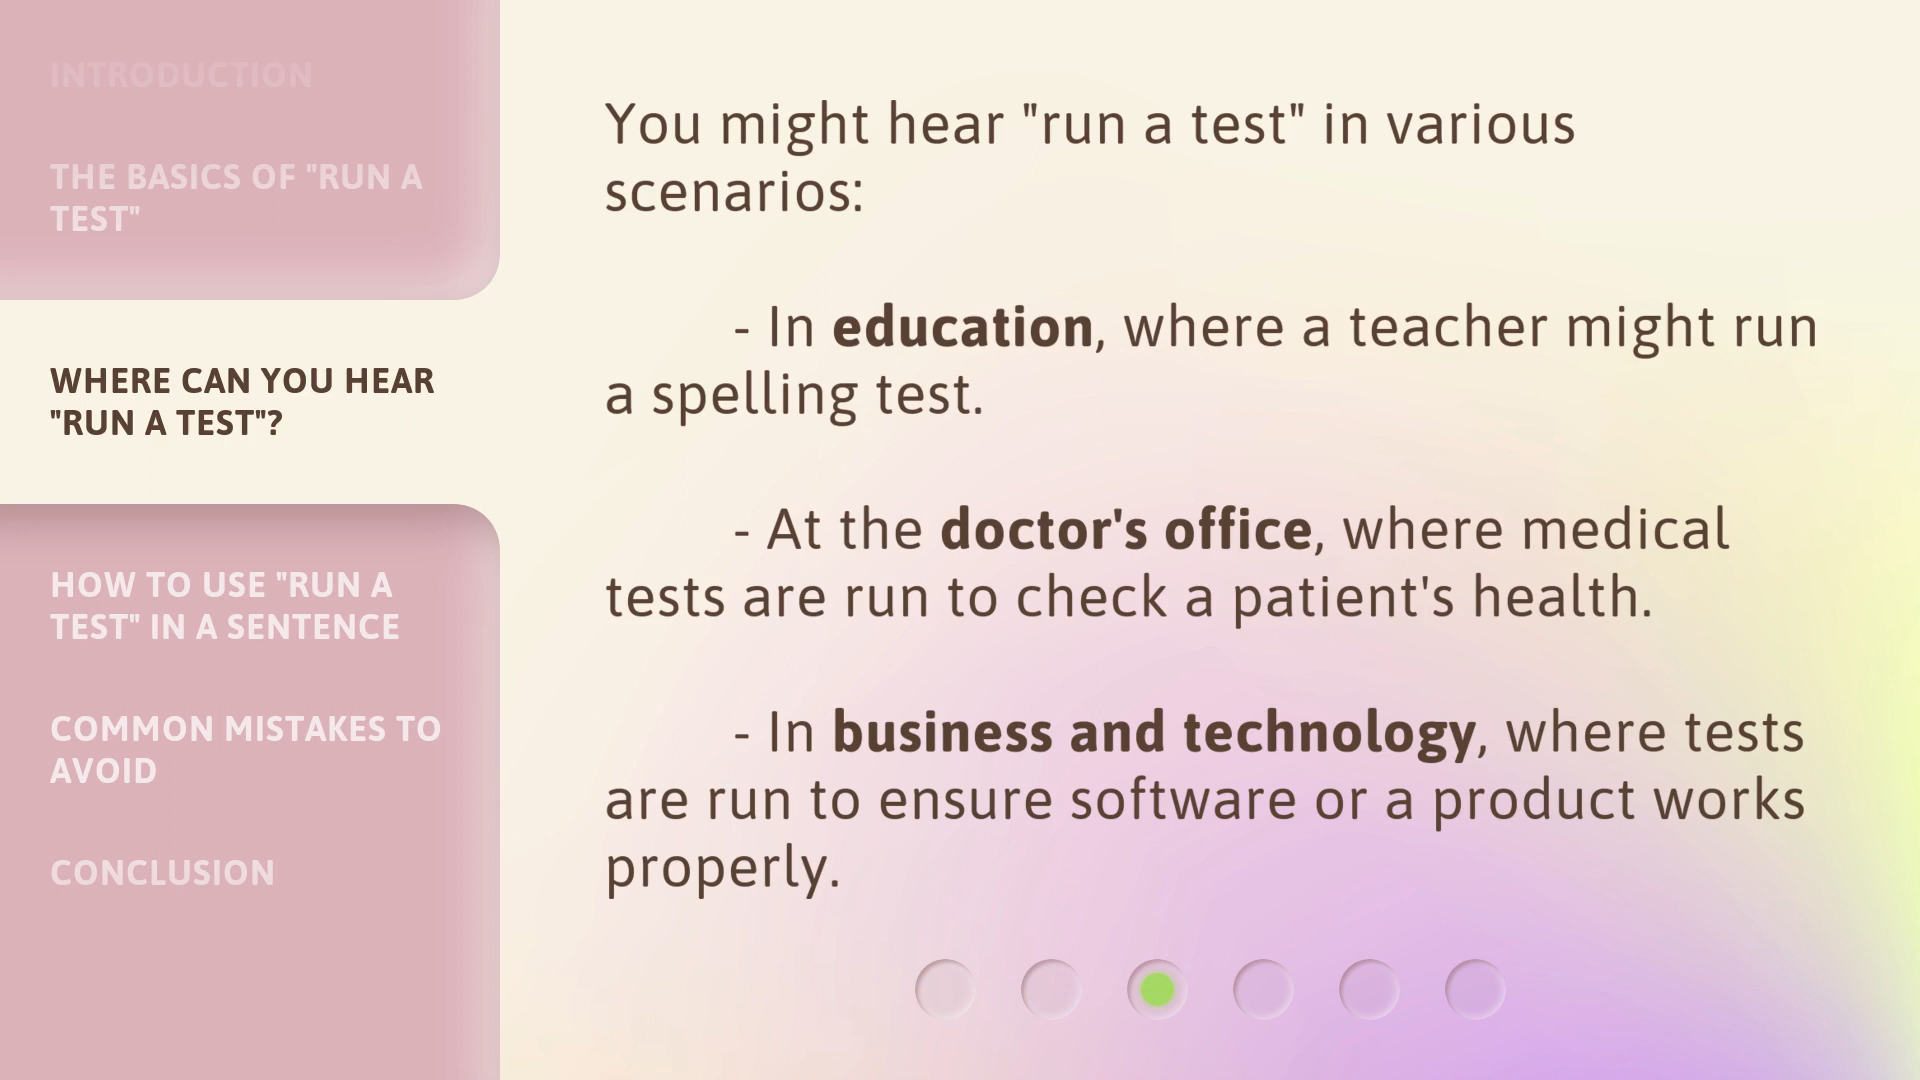 INTRODUCTION
THE BASICS OF "RUN A
TEST"
WHERE CAN YOU HEAR
"RUN A TEST"?
HOW TO USE "RUN A
TEST" IN A SENTENCE
COMMON MISTAKES TO
AVOID
CONCLUSION
You might hear "run a test" in various
scenarios:
- In education, where a teacher might run
a spelling test.
- At the doctor's office, where medical
tests are run to check a patient's health.
- In business and technology, where tests
are run to ensure software or a product works
properly.